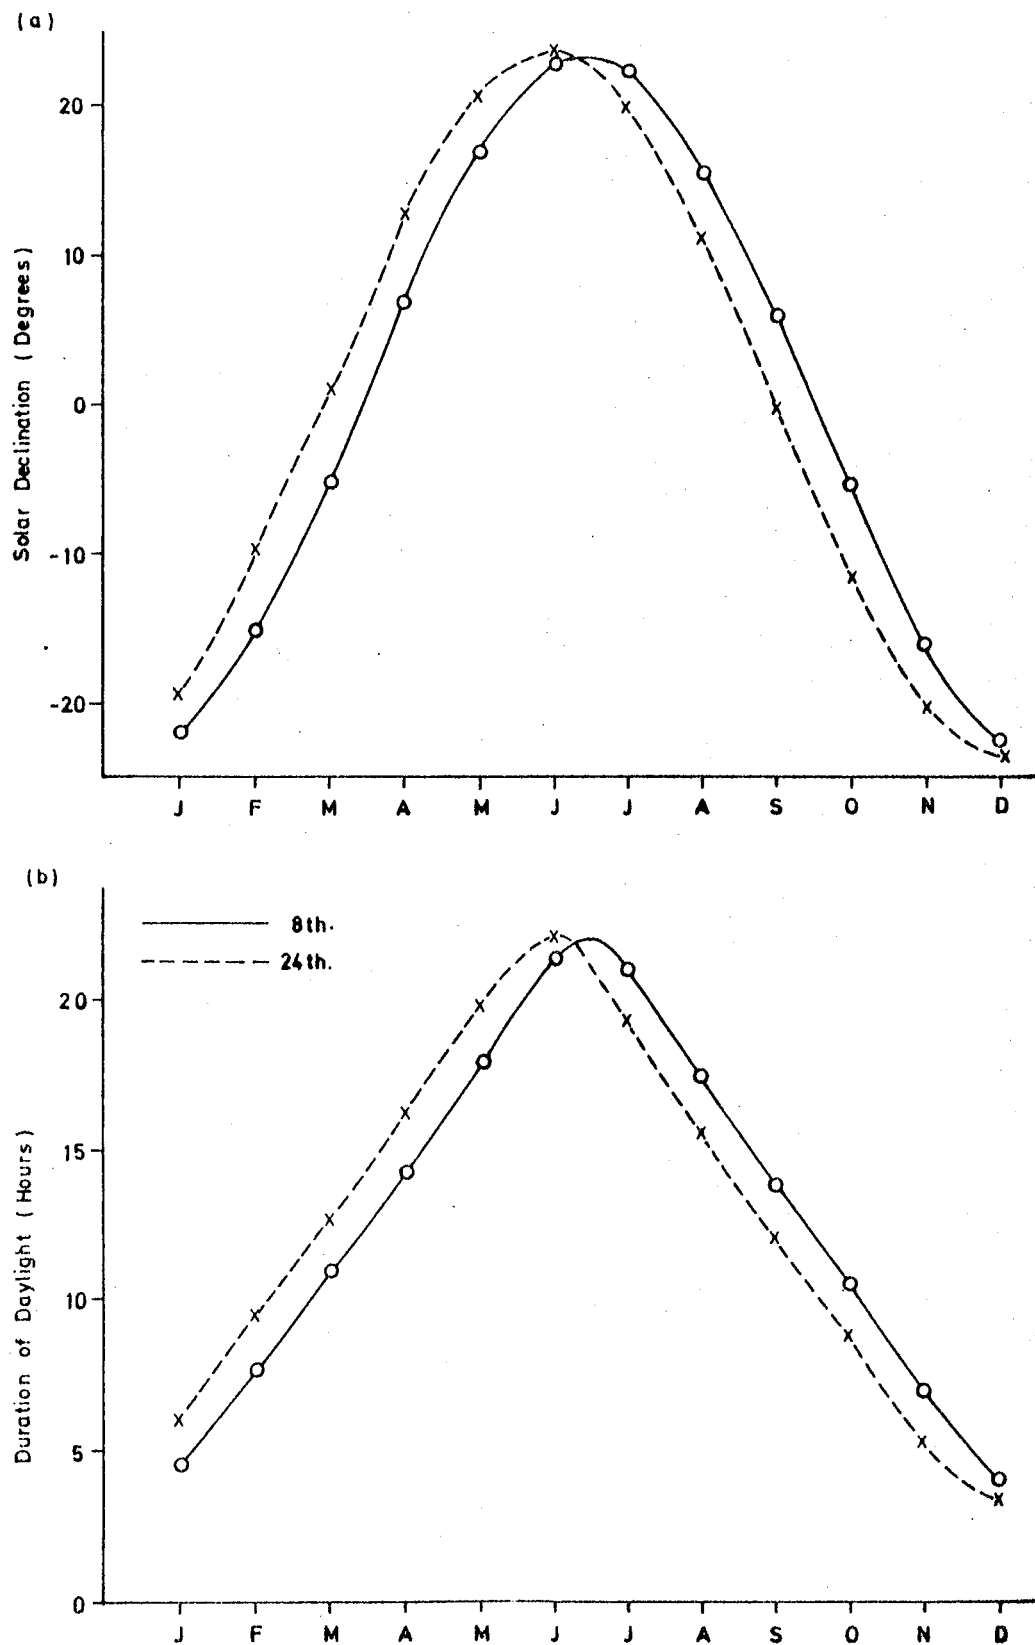 (a)
Solar Declination (Degrees)
20
10
0
-10
-20
J F M A M J J A S O N D
(b)
8th.
24th.
Duration of Daylight (Hours)
20
15
10
5
0
J F M A M J J A S O N D